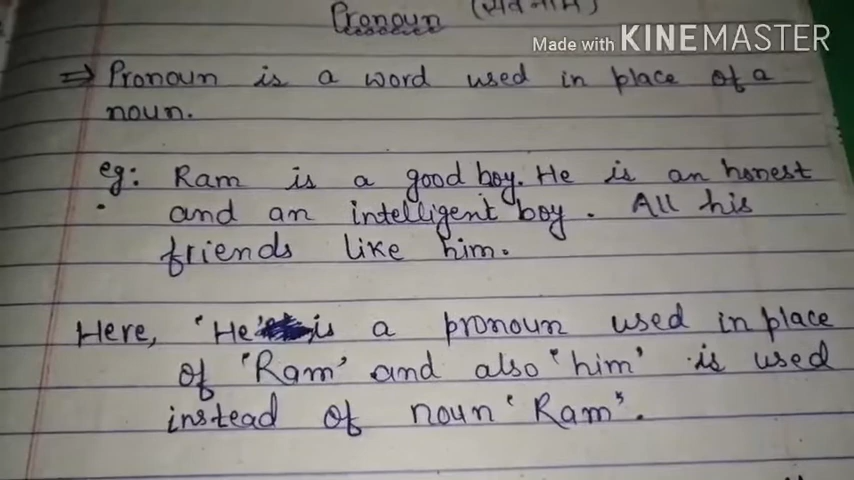 Pronoun (सर्वनाम)
Made with KINEMASTER
⇒ Pronoun is a word used in place of a
noun.
eg: Ram is a good boy. He is an honest
and an intelligent boy. All his
friends like him.
Here, 'He' is a pronoun used in place
of 'Ram' and also 'him' is used
instead of noun 'Ram'.